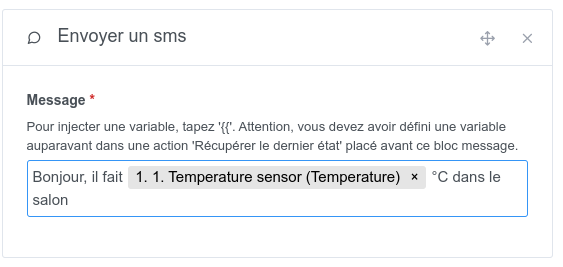 Envoyer un sms
Message *
Pour injecter une variable, tapez '{{'. Attention, vous devez avoir défini une variable
auparavant dans une action 'Récupérer le dernier état' placé avant ce bloc message.
Bonjour, il fait 1. 1. Temperature sensor (Temperature) × °C dans le
salon